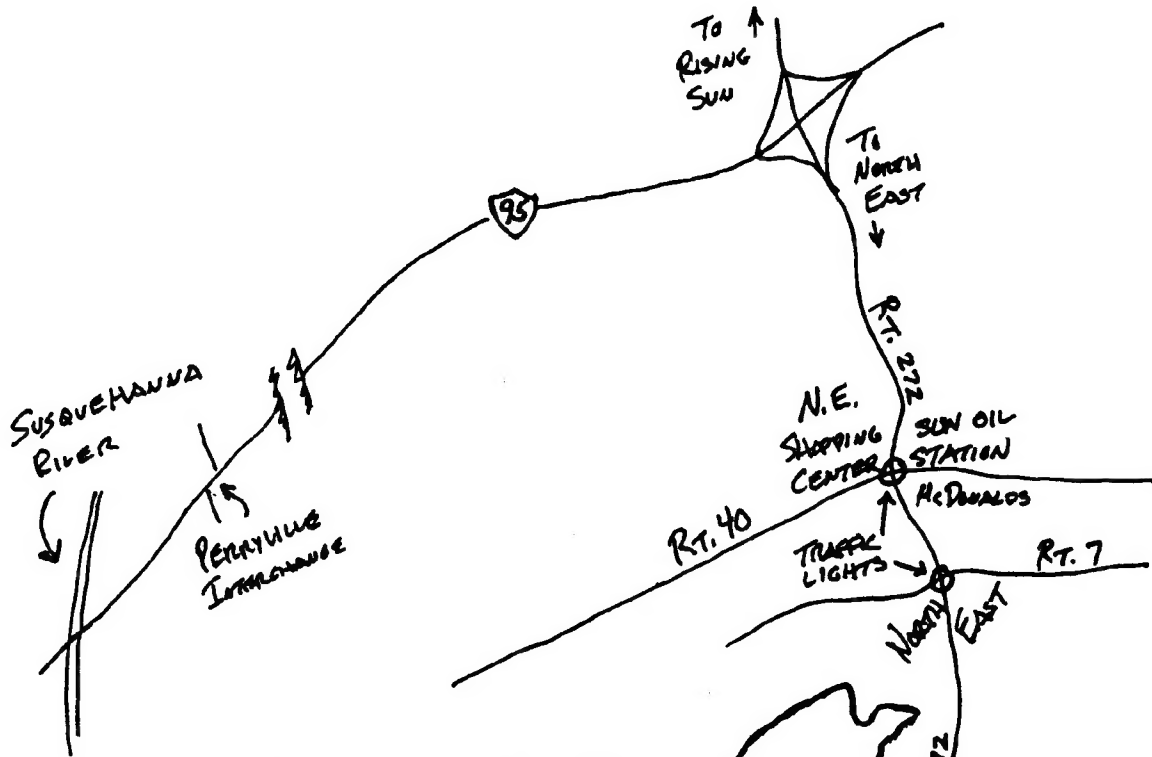 TO
RISING
SUN
TO
NORTH
EAST
95
RT. 272
SUSQUEHANNA
RIVER
PERRYVILLE
INTERCHANGE
N.E.
SHOPPING
CENTER
SUN OIL
STATION
McDONALDS
RT. 40
TRAFFIC
LIGHTS
RT. 7
NORTH EAST